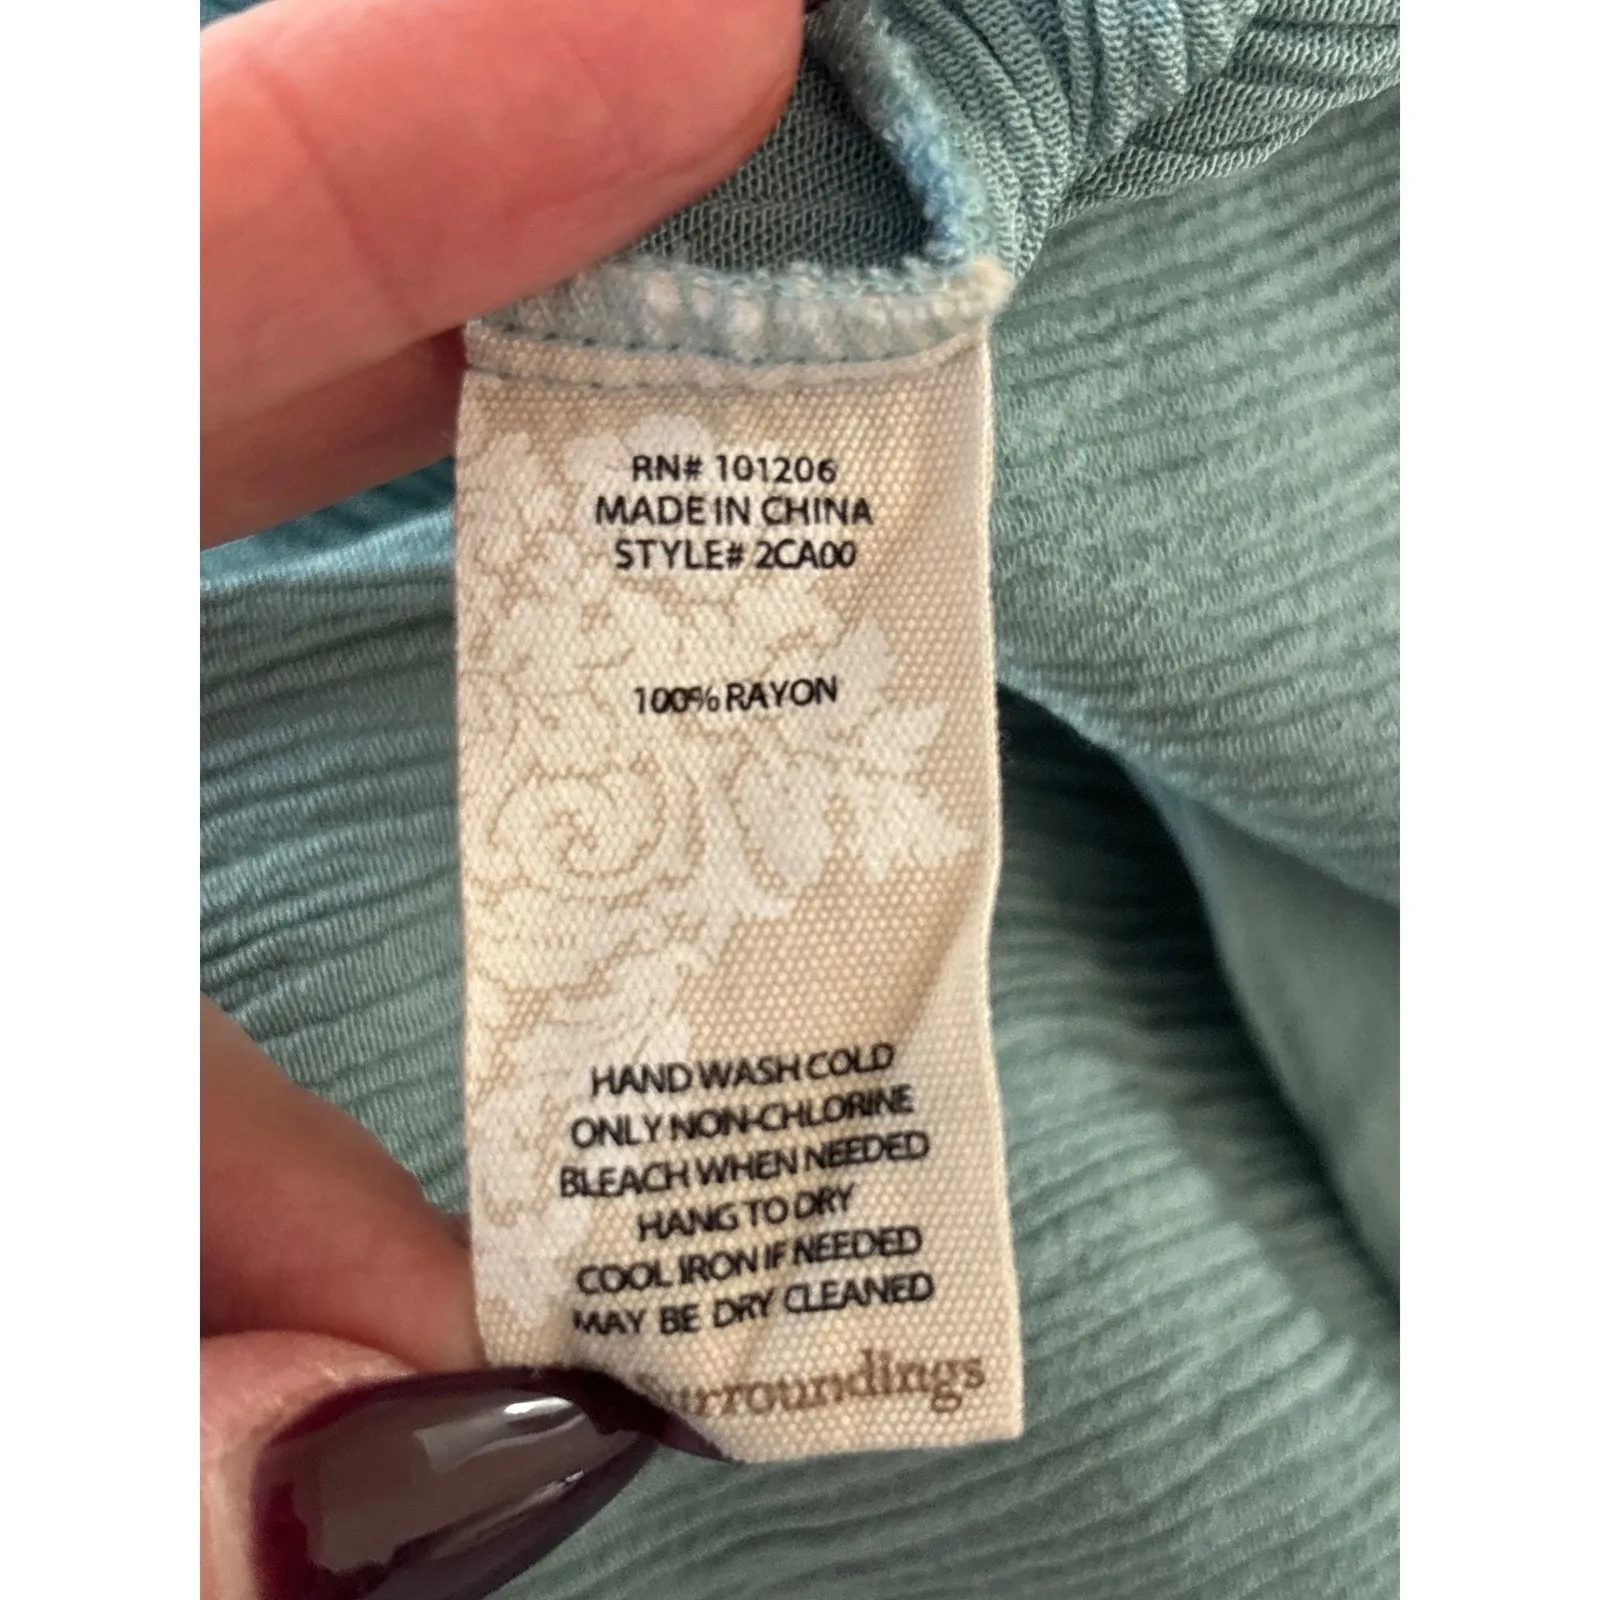 RN# 101206
MADE IN CHINA
STYLE# 2CA00
100% RAYON
HAND WASH COLD
ONLY NON-CHLORINE
BLEACH WHEN NEEDED
HANG TO DRY
COOL IRON IF NEEDED
MAY BE DRY CLEANED
urroundings